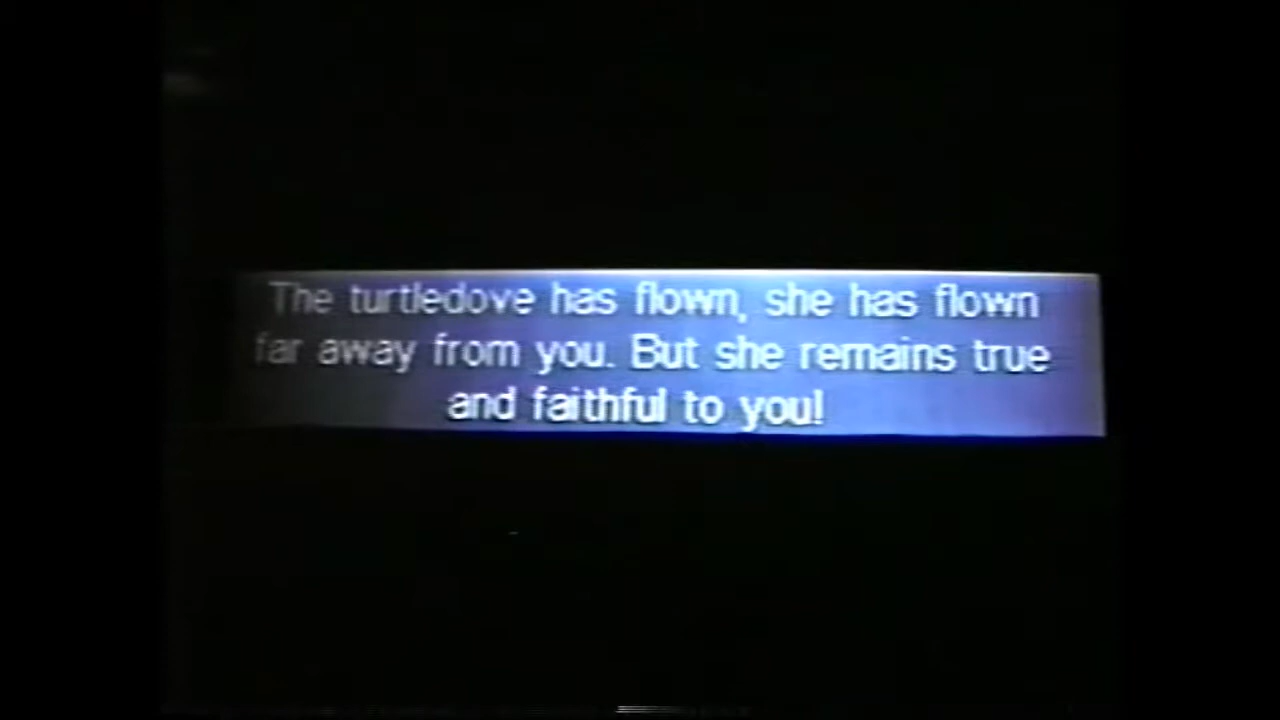 The turtledove has flown, she has flown
far away from you. But she remains true
and faithful to you!